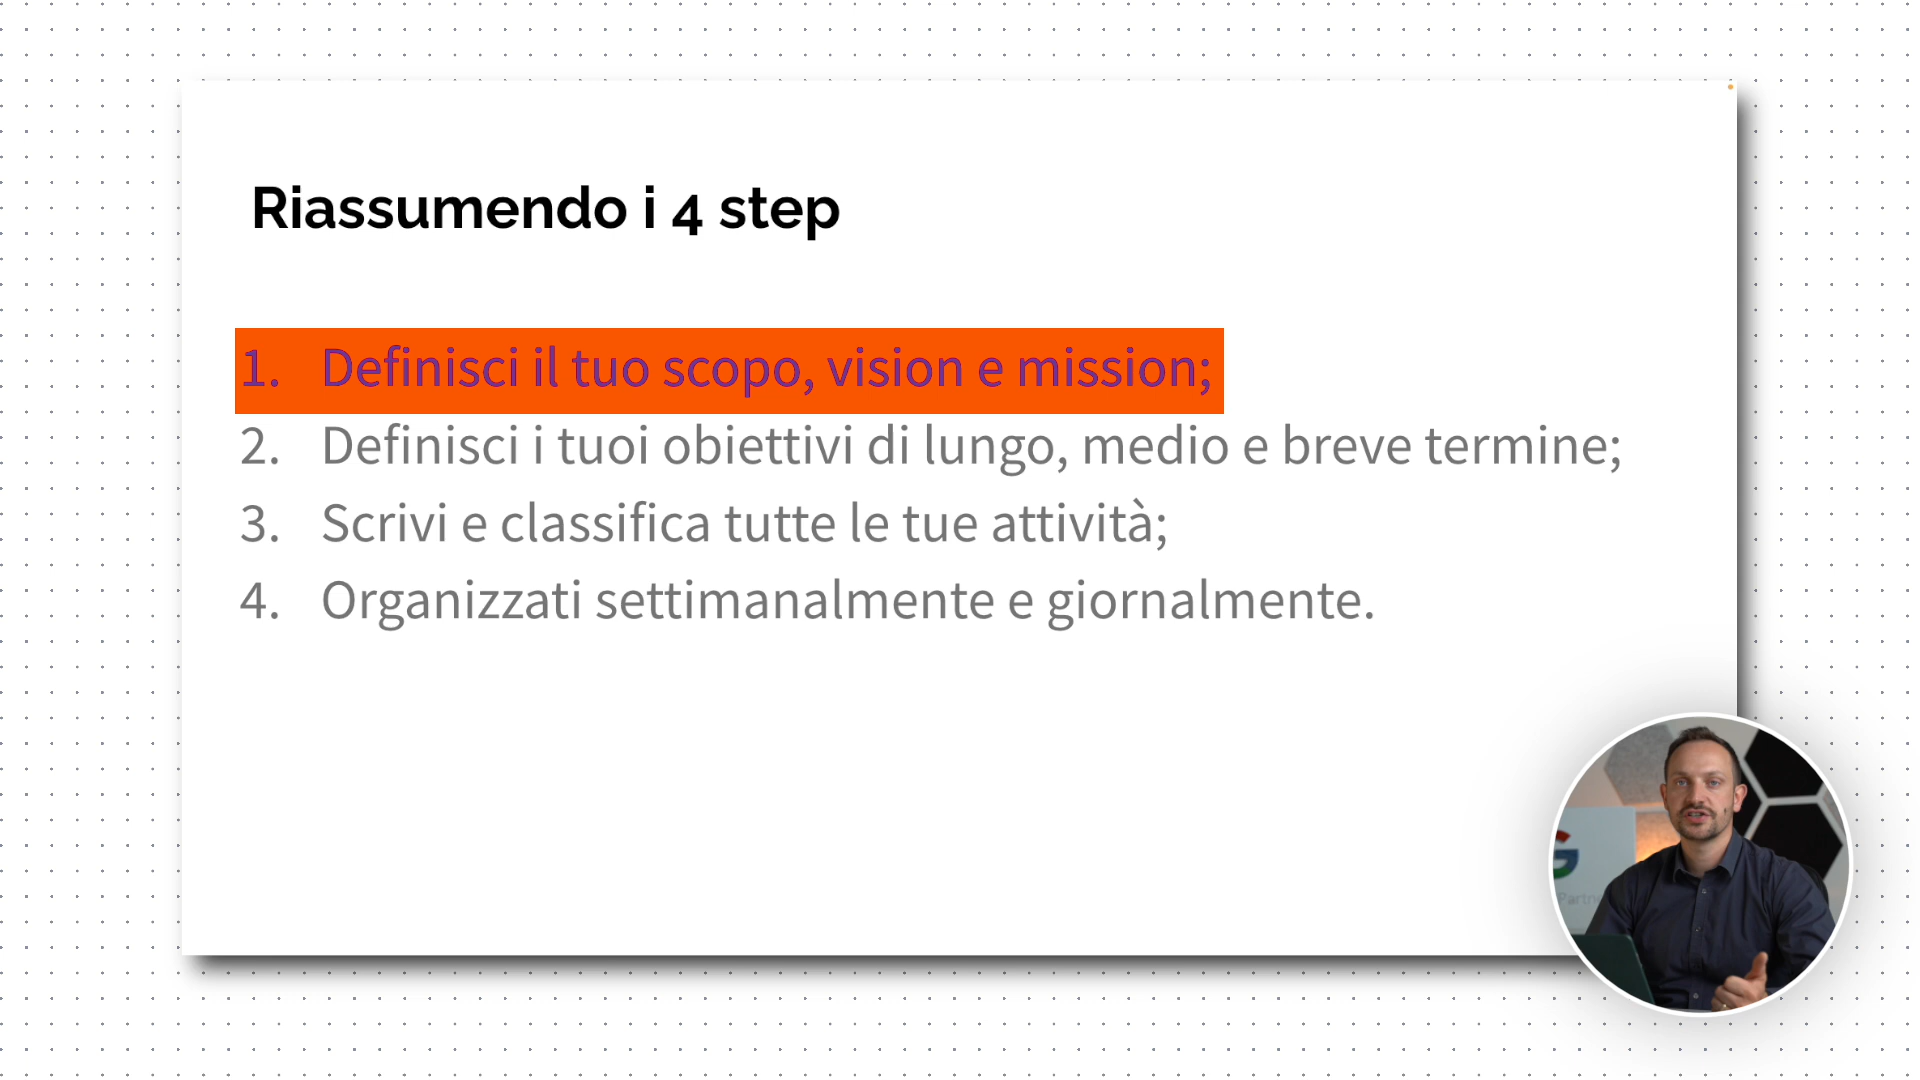 Riassumendo i 4 step
1. Definisci il tuo scopo, vision e mission;
2. Definisci i tuoi obiettivi di lungo, medio e breve termine;
3. Scrivi e classifica tutte le tue attività;
4. Organizzati settimanalmente e giornalmente.